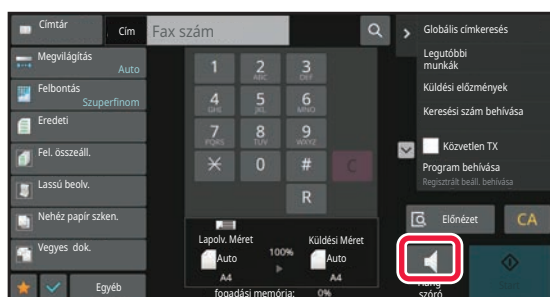 Címtár
Cím
Fax szám
Megvilágítás
Auto
Felbontás
Szuperfinom
Eredeti
Fel. összeáll.
Lassú beolv.
Nehéz papír szken.
Vegyes dok.
Egyéb
1
2
ABC
3
DEF
4
GHI
5
JKL
6
MNO
7
PQRS
8
TUV
9
WXYZ
0
#
C
R
Lapolv. Méret
Auto
A4
100%
Küldési Méret
Auto
A4
fogadási memória: 0%
Globális címkeresés
Legutóbbi
munkák
Küldési előzmények
Keresési szám behívása
Közvetlen TX
Program behívása
Regisztrált beáll. behívása
Előnézet
CA
Hang
szóró
Start